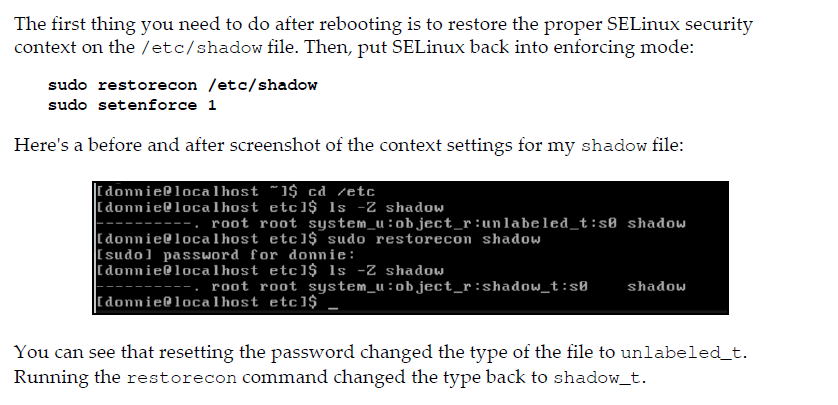 The first thing you need to do after rebooting is to restore the proper SELinux security
context on the /etc/shadow file. Then, put SELinux back into enforcing mode:
sudo restorecon /etc/shadow
sudo setenforce 1
Here's a before and after screenshot of the context settings for my shadow file:
[donnie@localhost ~]$ cd /etc
[donnie@localhost etc]$ ls -Z shadow
----------. root root system_u:object_r:unlabeled_t:s0 shadow
[donnie@localhost etc]$ sudo restorecon shadow
[sudo] password for donnie:
[donnie@localhost etc]$ ls -Z shadow
----------. root root system_u:object_r:shadow_t:s0    shadow
[donnie@localhost etc]$ _
You can see that resetting the password changed the type of the file to unlabeled_t.
Running the restorecon command changed the type back to shadow_t.